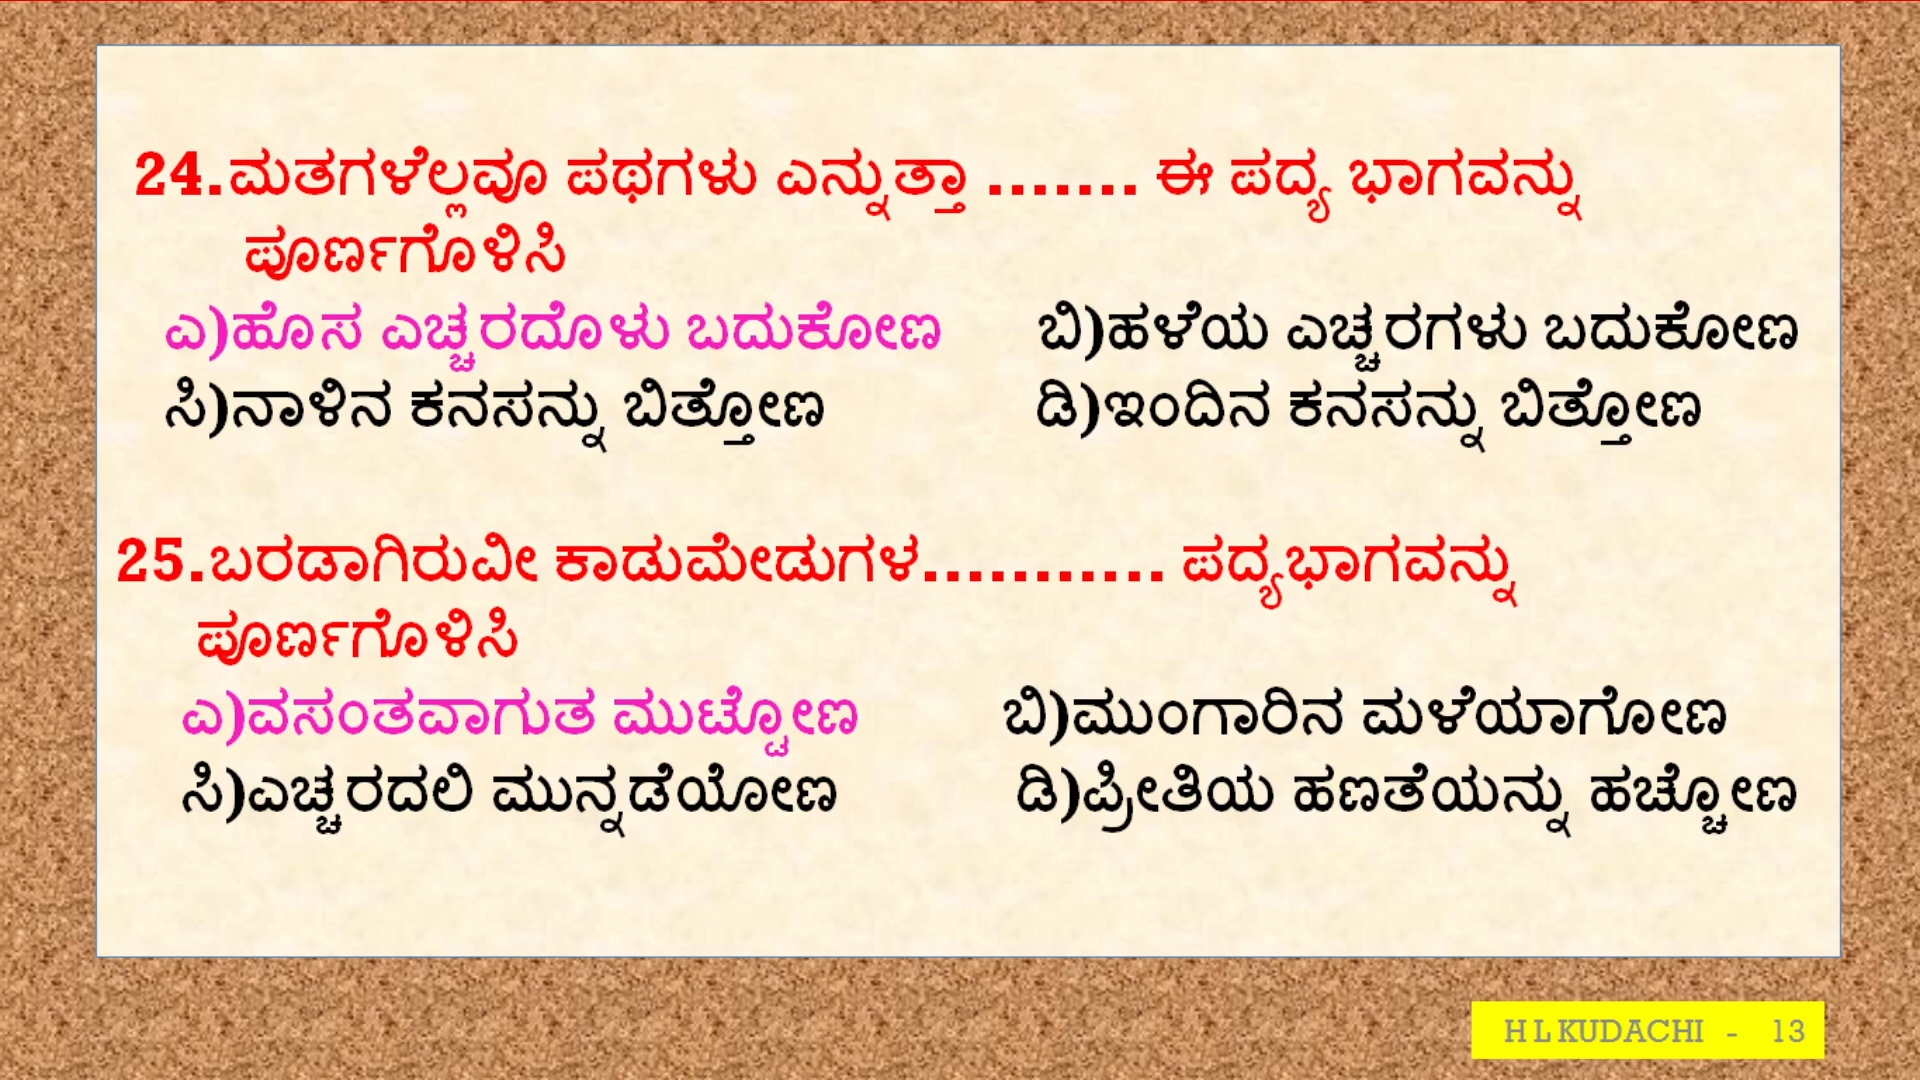 24.ಮತಗಳೆಲ್ಲವೂ ಪಥಗಳು ಎನ್ನುತ್ತಾ ....... ಈ ಪದ್ಯ ಭಾಗವನ್ನು
ಪೂರ್ಣಗೊಳಿಸಿ
ಎ)ಹೊಸ ಎಚ್ಚರದೊಳು ಬದುಕೋಣ ಬಿ)ಹಳೆಯ ಎಚ್ಚರಗಳು ಬದುಕೋಣ
ಸಿ)ನಾಳಿನ ಕನಸನ್ನು ಬಿತ್ತೋಣ ಡಿ)ಇಂದಿನ ಕನಸನ್ನು ಬಿತ್ತೋಣ
25.ಬರಡಾಗಿರುವೀ ಕಾಡುಮೇಡುಗಳ........... ಪದ್ಯಭಾಗವನ್ನು
ಪೂರ್ಣಗೊಳಿಸಿ
ಎ)ವಸಂತವಾಗುತ ಮುಟ್ಟೋಣ ಬಿ)ಮುಂಗಾರಿನ ಮಳೆಯಾಗೋಣ
ಸಿ)ಎಚ್ಚರದಲಿ ಮುನ್ನಡೆಯೋಣ ಡಿ)ಪ್ರೀತಿಯ ಹಣತೆಯನ್ನು ಹಚ್ಚೋಣ
H L KUDACHI - 13